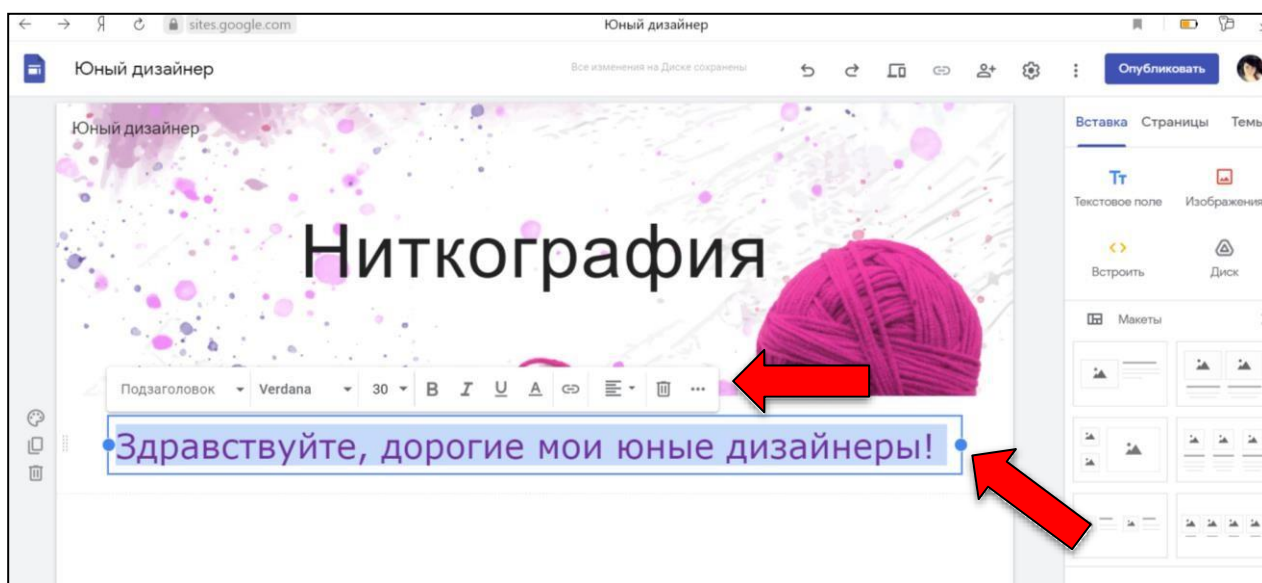 sites.google.com
Юный дизайнер
Юный дизайнер
Все изменения на Диске сохранены
Опубликовать
Юный дизайнер
Ниткография
Подзаголовок Verdana 30 B I U A
Здравствуйте, дорогие мои юные дизайнеры!
Вставка Страницы Темы
Тт
Текстовое поле Изображения
Встроить Диск
Макеты